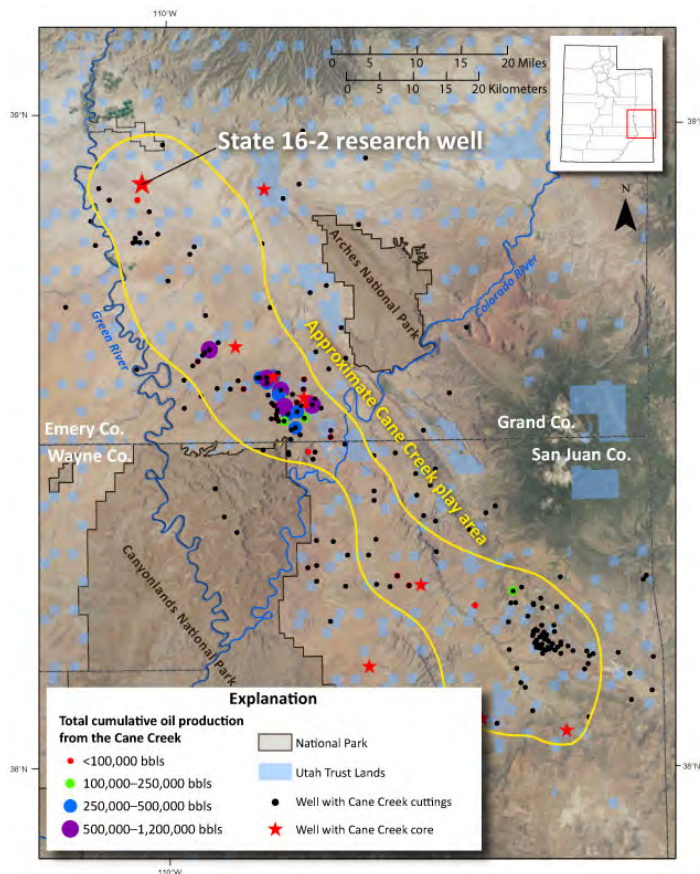 110°W
0 5 10 20 Miles
0 5 10 15 20 Kilometers
39°N
39°N
State 16-2 research well
N
Arches National Park
Colorado River
Green River
Approximate Cane Creek play area
Emery Co.
Wayne Co.
Grand Co.
San Juan Co.
Canyonlands National Park
Explanation
Total cumulative oil production
from the Cane Creek
<100,000 bbls
100,000–250,000 bbls
250,000–500,000 bbls
500,000–1,200,000 bbls
National Park
Utah Trust Lands
Well with Cane Creek cuttings
Well with Cane Creek core
38°N
38°N
110°W